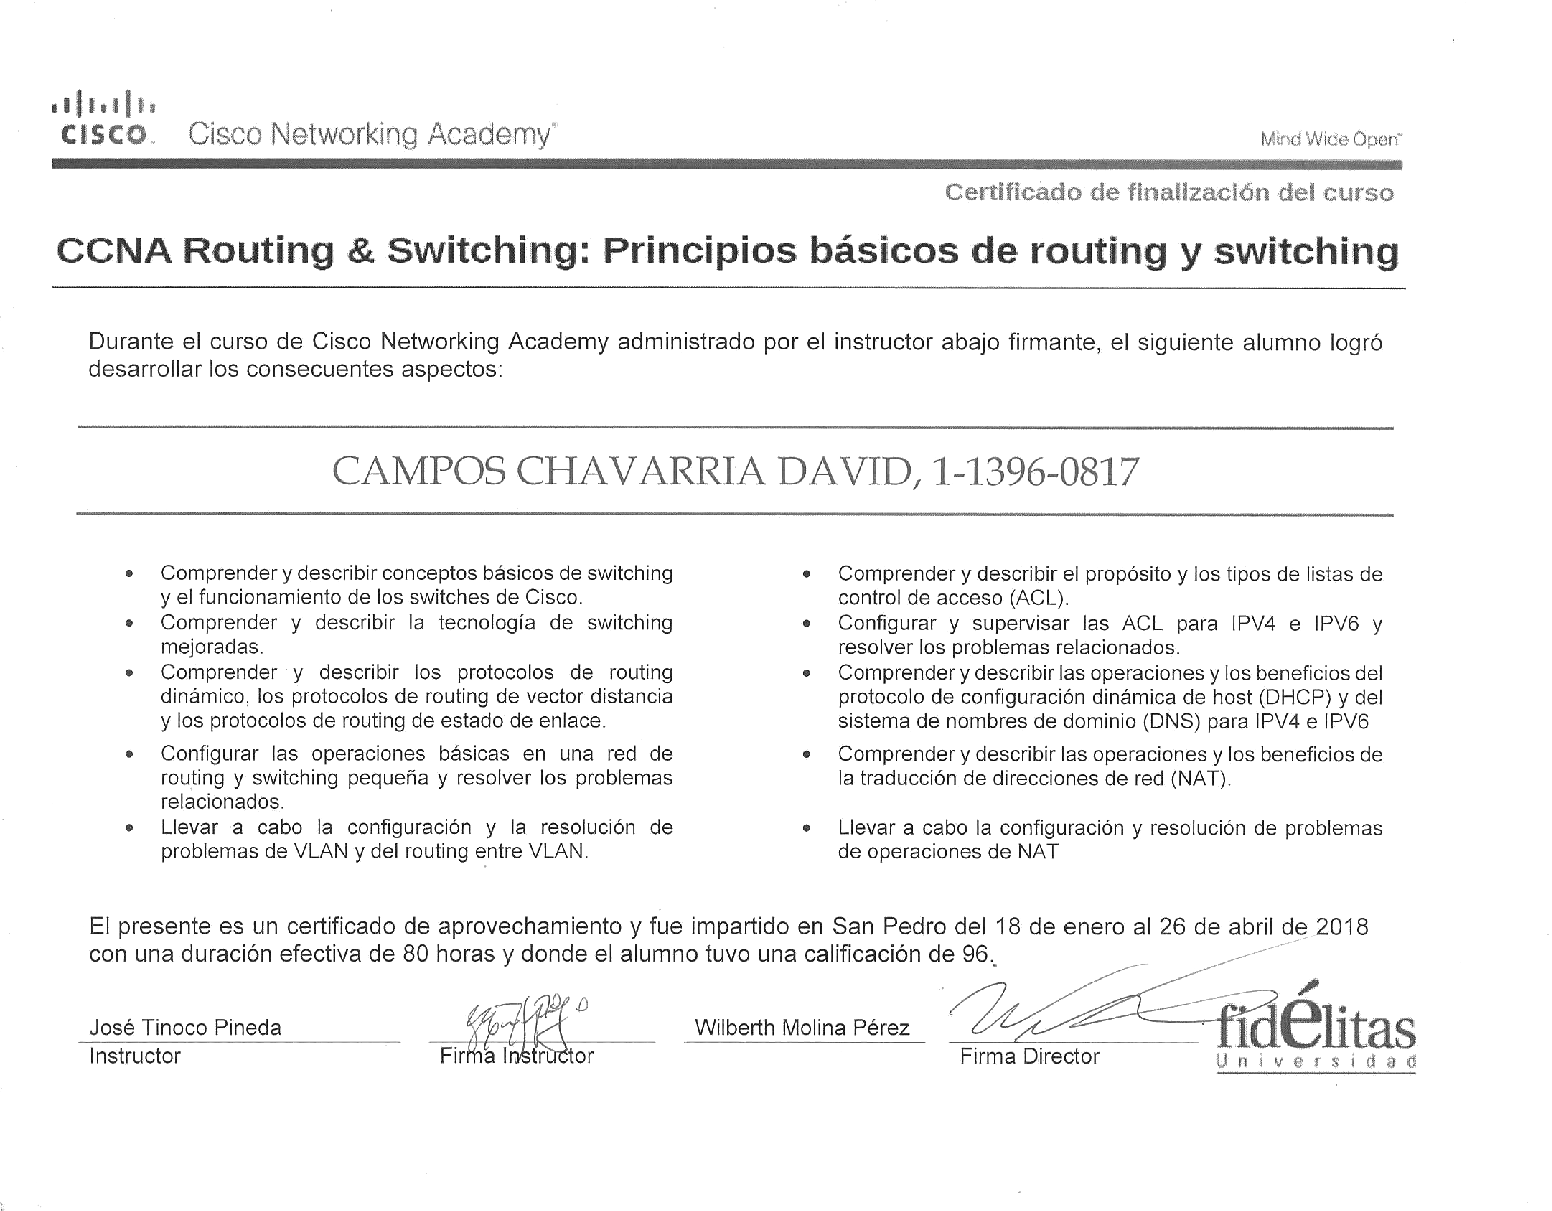 CISCO. Cisco Networking Academy® Mind Wide Open™
Certificado de finalización del curso
CCNA Routing & Switching: Principios básicos de routing y switching
Durante el curso de Cisco Networking Academy administrado por el instructor abajo firmante, el siguiente alumno logró
desarrollar los consecuentes aspectos:
CAMPOS CHAVARRIA DAVID, 1-1396-0817
• Comprender y describir conceptos básicos de switching
y el funcionamiento de los switches de Cisco.
• Comprender y describir la tecnología de switching
mejoradas.
• Comprender y describir los protocolos de routing
dinámico, los protocolos de routing de vector distancia
y los protocolos de routing de estado de enlace.
• Configurar las operaciones básicas en una red de
routing y switching pequeña y resolver los problemas
relacionados.
• Llevar a cabo la configuración y la resolución de
problemas de VLAN y del routing entre VLAN.
• Comprender y describir el propósito y los tipos de listas de
control de acceso (ACL).
• Configurar y supervisar las ACL para IPV4 e IPV6 y
resolver los problemas relacionados.
• Comprender y describir las operaciones y los beneficios del
protocolo de configuración dinámica de host (DHCP) y del
sistema de nombres de dominio (DNS) para IPV4 e IPV6
• Comprender y describir las operaciones y los beneficios de
la traducción de direcciones de red (NAT).
• Llevar a cabo la configuración y resolución de problemas
de operaciones de NAT
El presente es un certificado de aprovechamiento y fue impartido en San Pedro del 18 de enero al 26 de abril de 2018
con una duración efectiva de 80 horas y donde el alumno tuvo una calificación de 96.
José Tinoco Pineda Wilberth Molina Pérez
Instructor Firma Instructor Firma Director
fidélitas
Universidad